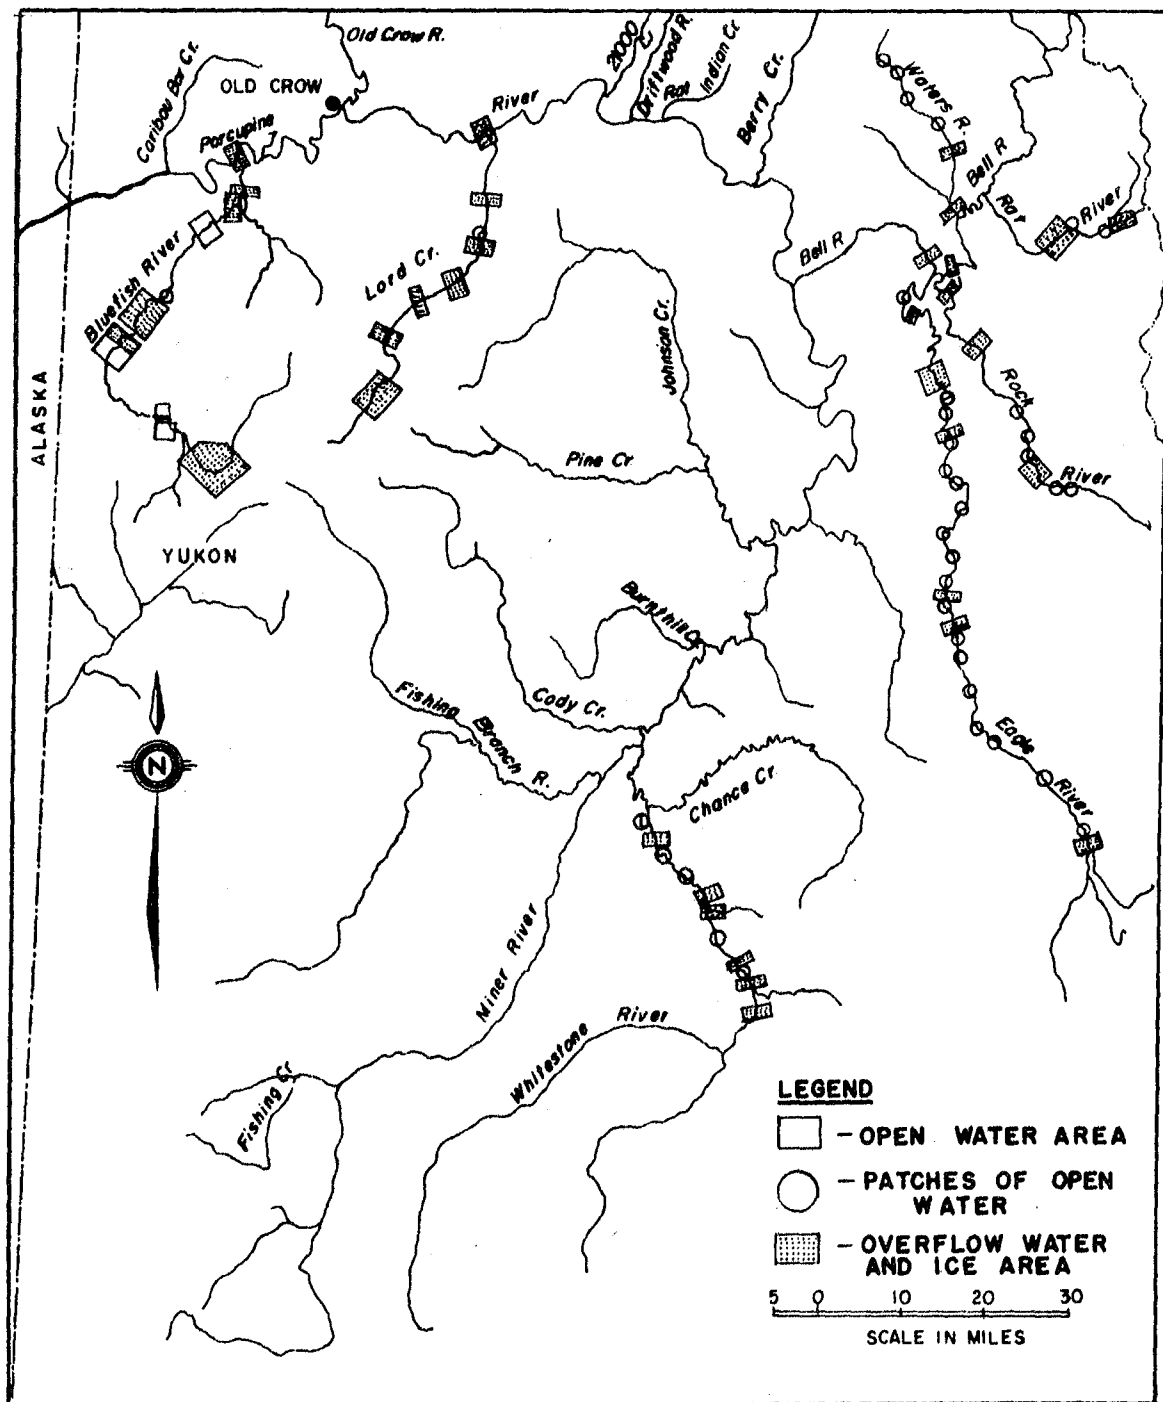 Old Crow R.
Caribou Bar Cr.
OLD CROW
Porcupine
River
Driftwood R.
Rat Indian Cr
Berry Cr.
Waters R.
Bell R
Rat
River
Bell R
Bluefish River
Lord Cr.
Johnson Cr.
Rock
River
ALASKA
Pine Cr.
YUKON
Burnthill Cr
Cody Cr.
Fishing Branch R.
Chance Cr.
Eagle
River
N
Miner River
Whitestone River
Fishing Cr.
LEGEND
- OPEN WATER AREA
- PATCHES OF OPEN
WATER
- OVERFLOW WATER
AND ICE AREA
5 0 10 20 30
SCALE IN MILES